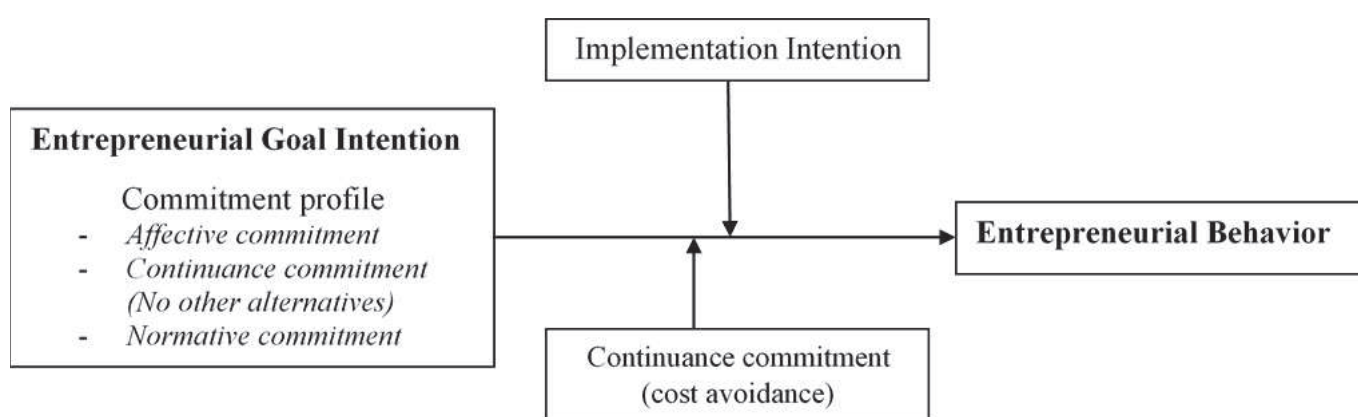 Implementation Intention
Entrepreneurial Goal Intention
Commitment profile
- Affective commitment
- Continuance commitment
(No other alternatives)
- Normative commitment
Entrepreneurial Behavior
Continuance commitment
(cost avoidance)